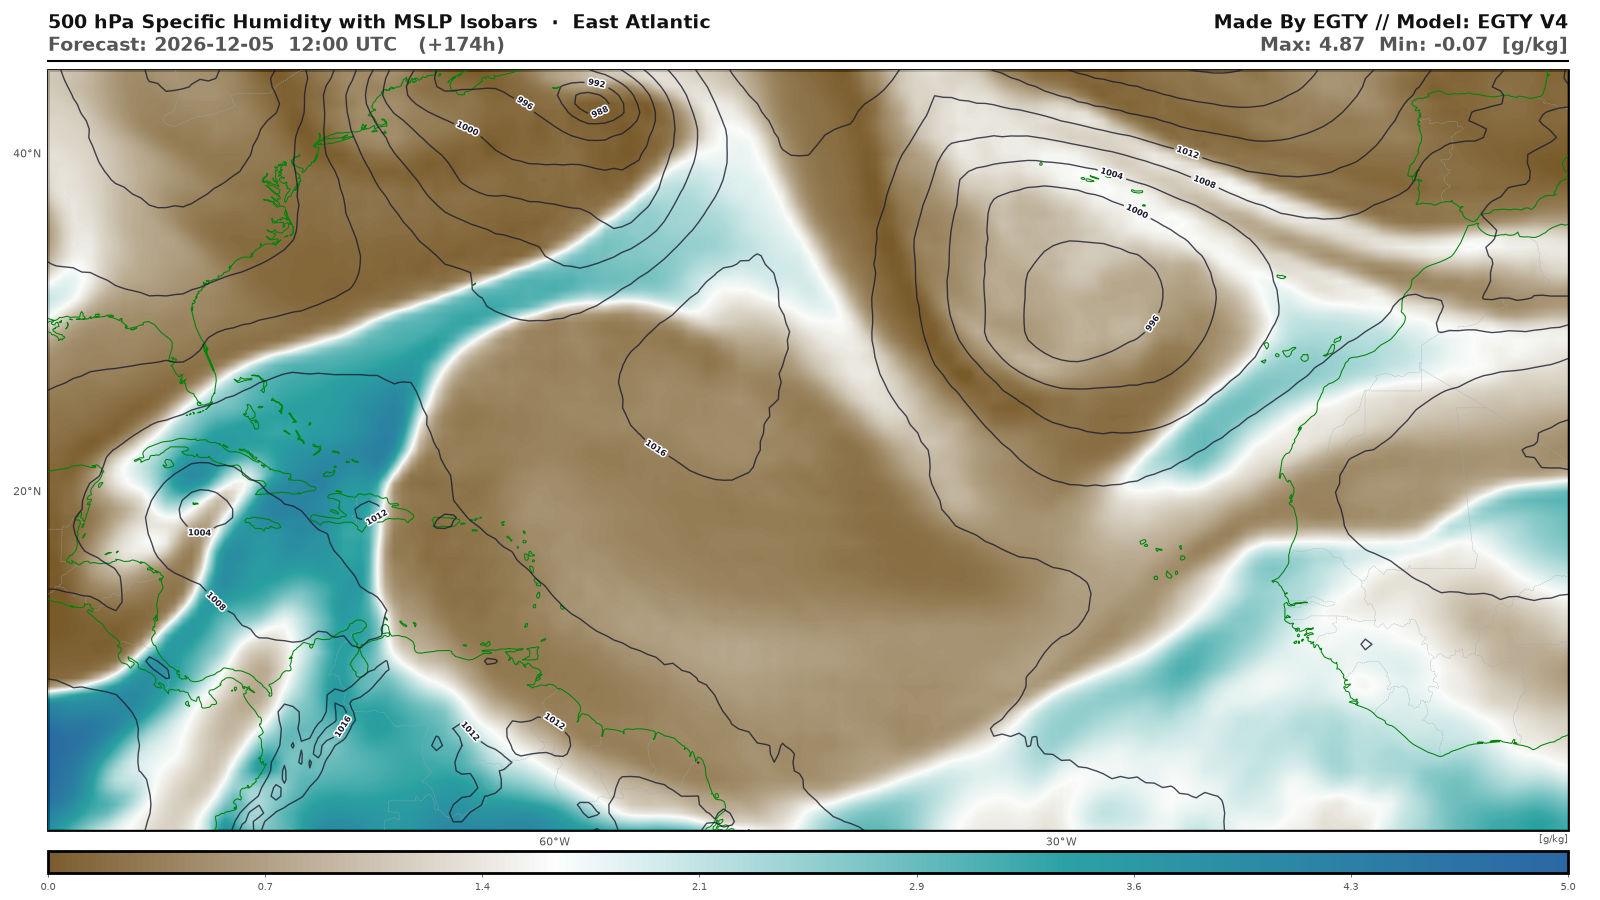 500 hPa Specific Humidity with MSLP Isobars · East Atlantic
Made By EGTY // Model: EGTY V4
Forecast: 2026-12-05 12:00 UTC (+174h)
Max: 4.87 Min: -0.07 [g/kg]
992
996
988
1000
40°N
1012
1004
1008
1000
996
1016
20°N
1012
1004
1008
1016
1012
1012
60°W
30°W
[g/kg]
0.0 0.7 1.4 2.1 2.9 3.6 4.3 5.0